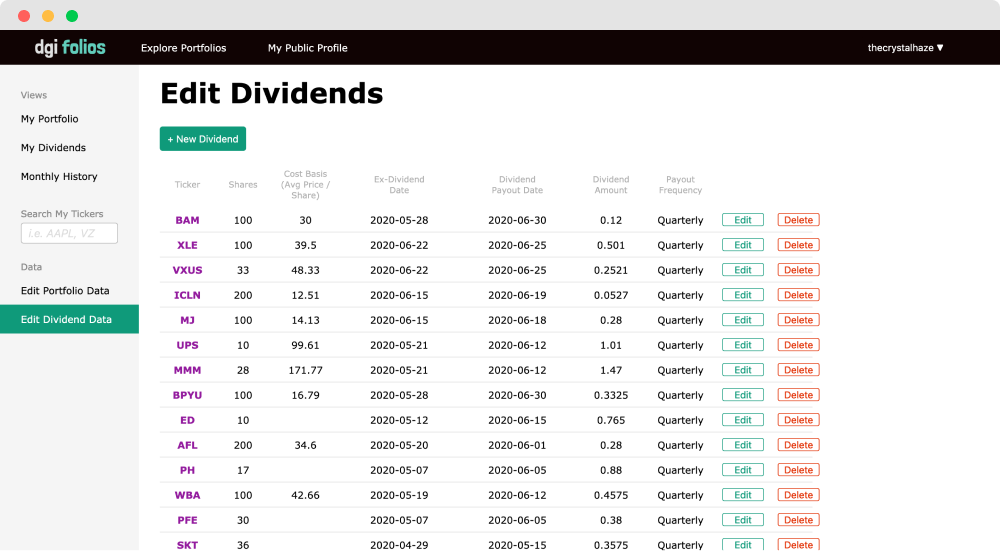 dgi folios Explore Portfolios My Public Profile thecrystalhaze ▼
Views
My Portfolio
My Dividends
Monthly History
Search My Tickers
i.e. AAPL, VZ
Data
Edit Portfolio Data
Edit Dividend Data
Edit Dividends
+ New Dividend
Ticker Shares Cost Basis (Avg Price / Share) Ex-Dividend Date Dividend Payout Date Dividend Amount Payout Frequency
BAM 100 30 2020-05-28 2020-06-30 0.12 Quarterly Edit Delete
XLE 100 39.5 2020-06-22 2020-06-25 0.501 Quarterly Edit Delete
VXUS 33 48.33 2020-06-22 2020-06-25 0.2521 Quarterly Edit Delete
ICLN 200 12.51 2020-06-15 2020-06-19 0.0527 Quarterly Edit Delete
MJ 100 14.13 2020-06-15 2020-06-18 0.28 Quarterly Edit Delete
UPS 10 99.61 2020-05-21 2020-06-12 1.01 Quarterly Edit Delete
MMM 28 171.77 2020-05-21 2020-06-12 1.47 Quarterly Edit Delete
BPYU 100 16.79 2020-05-28 2020-06-30 0.3325 Quarterly Edit Delete
ED 10 2020-05-12 2020-06-15 0.765 Quarterly Edit Delete
AFL 200 34.6 2020-05-20 2020-06-01 0.28 Quarterly Edit Delete
PH 17 2020-05-07 2020-06-05 0.88 Quarterly Edit Delete
WBA 100 42.66 2020-05-19 2020-06-12 0.4575 Quarterly Edit Delete
PFE 30 2020-05-07 2020-06-05 0.38 Quarterly Edit Delete
SKT 36 2020-04-29 2020-05-15 0.3575 Quarterly Edit Delete